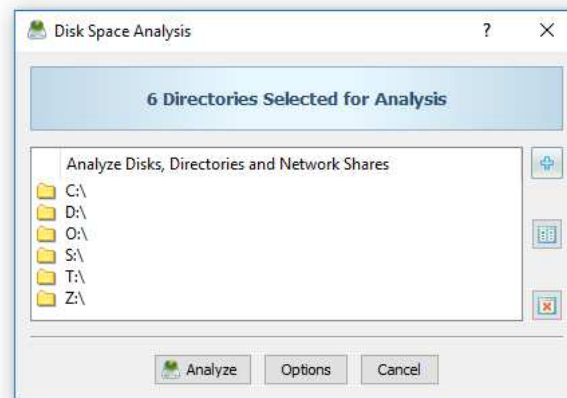 Disk Space Analysis
6 Directories Selected for Analysis
Analyze Disks, Directories and Network Shares
C:\
D:\
O:\
S:\
T:\
Z:\
Analyze Options Cancel